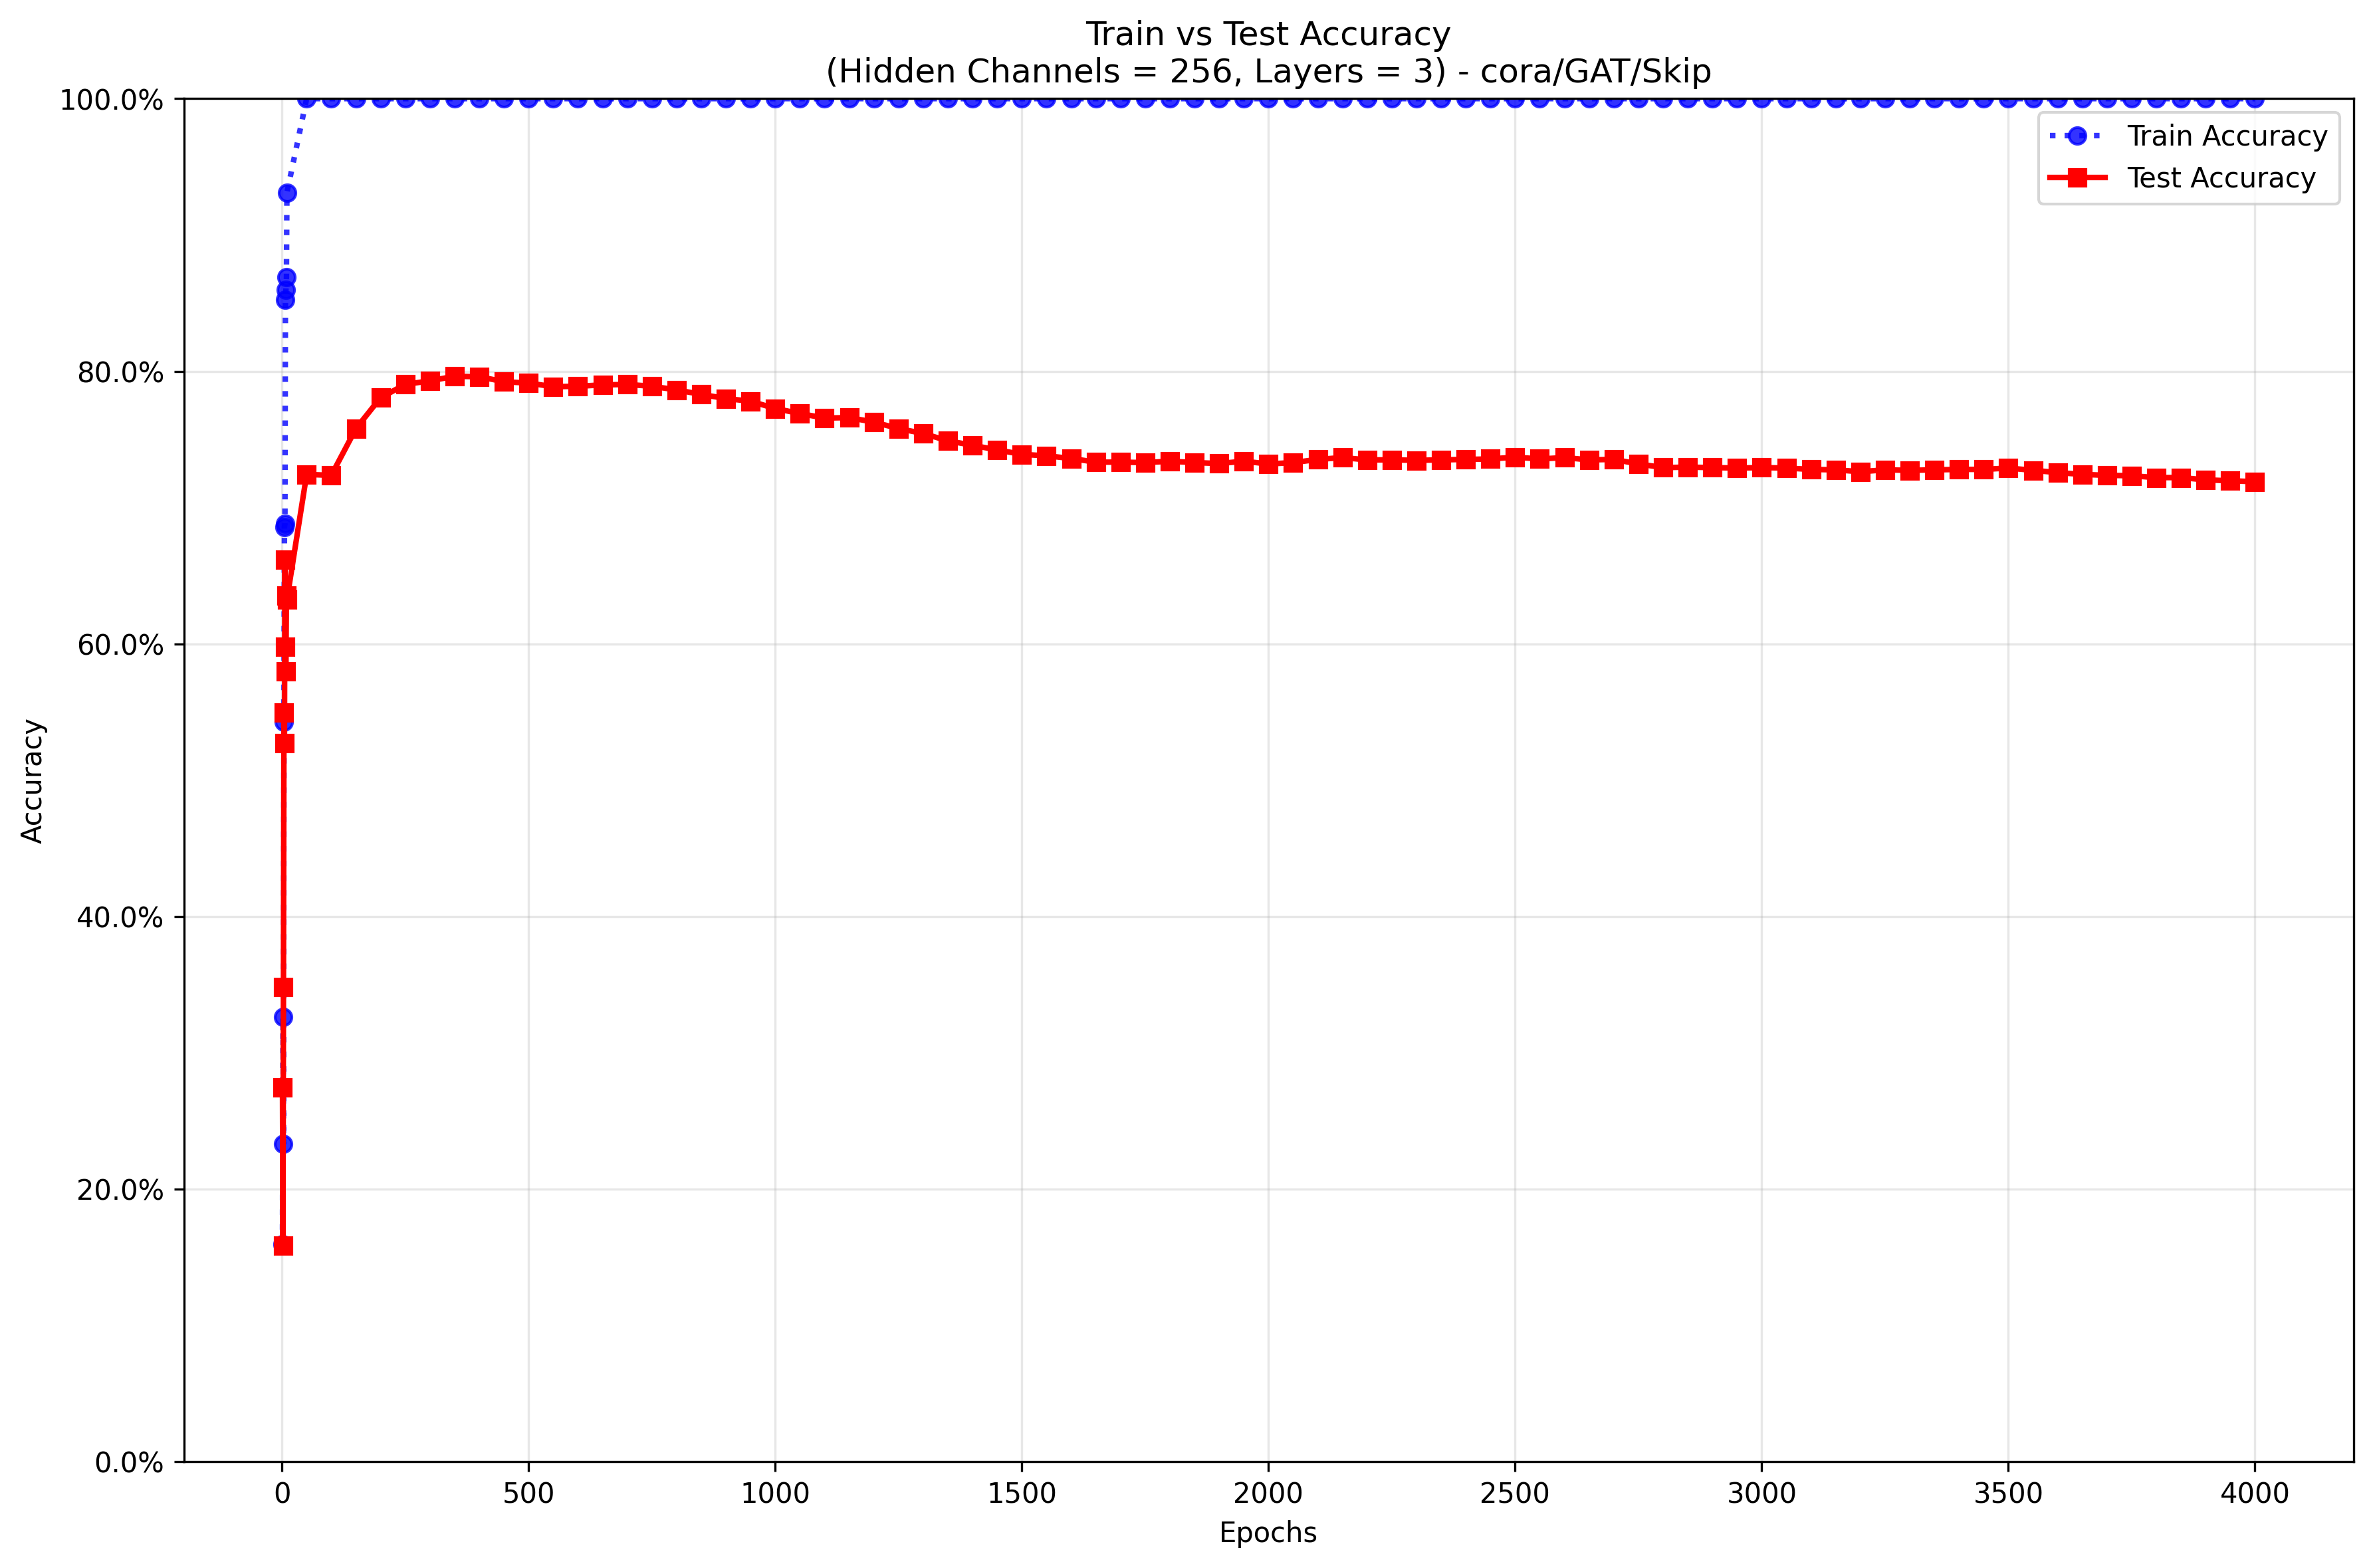 Train vs Test Accuracy
(Hidden Channels = 256, Layers = 3) - cora/GAT/Skip
100.0%
80.0%
60.0%
40.0%
20.0%
0.0%
Accuracy
Train Accuracy
Test Accuracy
0 500 1000 1500 2000 2500 3000 3500 4000
Epochs